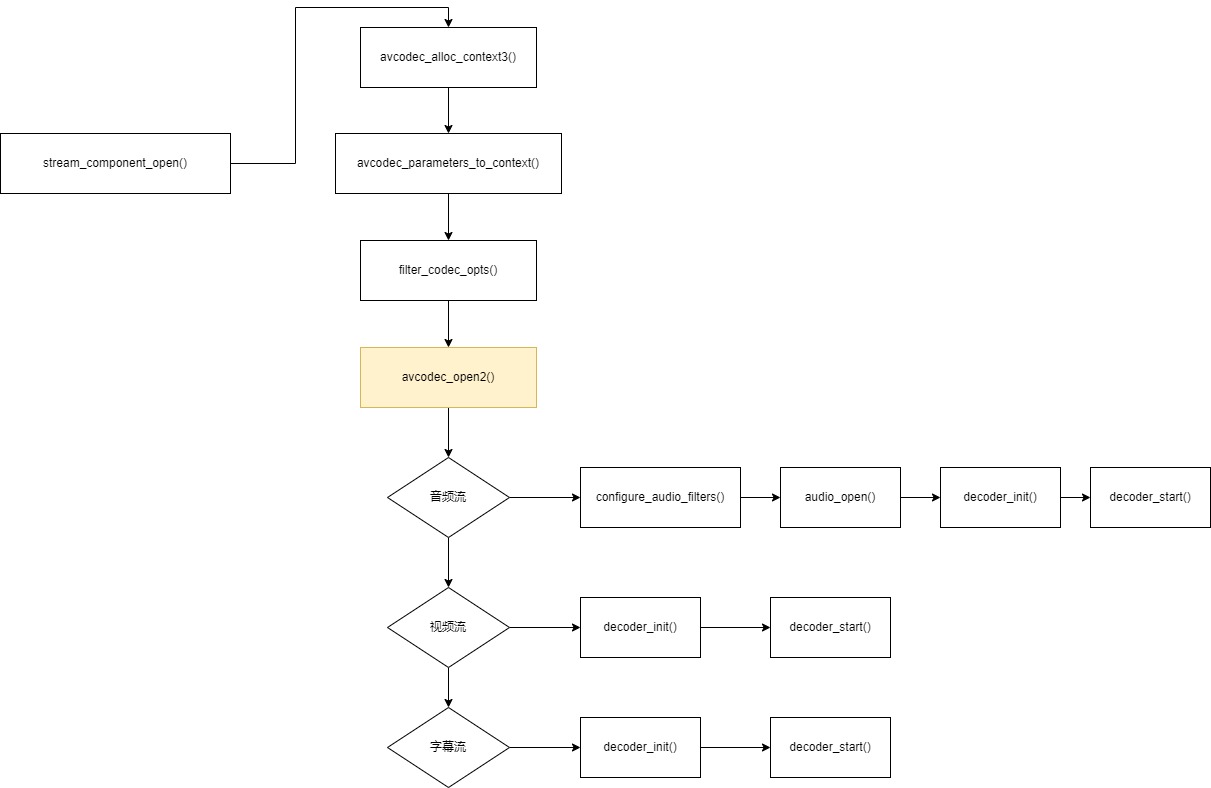 avcodec_alloc_context3()
stream_component_open()
avcodec_parameters_to_context()
filter_codec_opts()
avcodec_open2()
音频流
configure_audio_filters()
audio_open()
decoder_init()
decoder_start()
视频流
decoder_init()
decoder_start()
字幕流
decoder_init()
decoder_start()